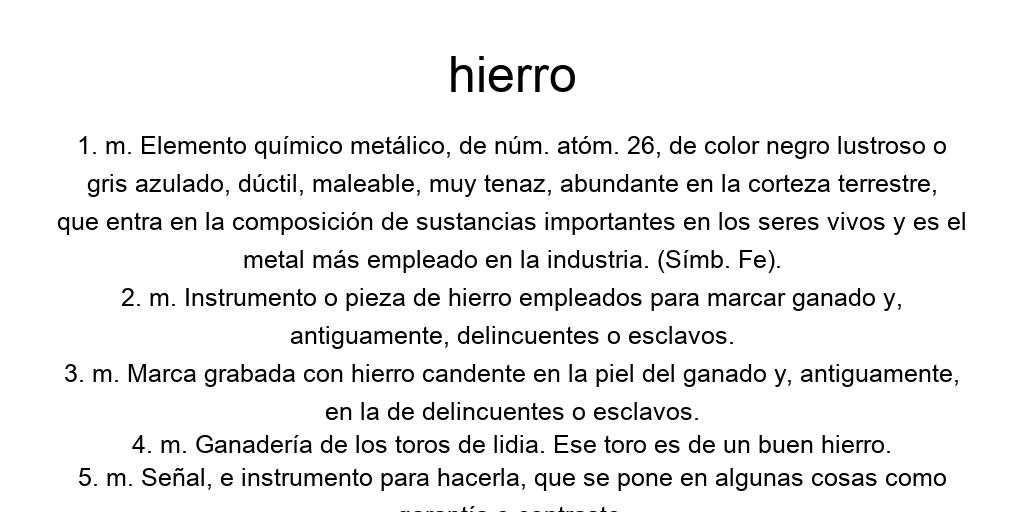 hierro
1. m. Elemento químico metálico, de núm. atóm. 26, de color negro lustroso o
gris azulado, dúctil, maleable, muy tenaz, abundante en la corteza terrestre,
que entra en la composición de sustancias importantes en los seres vivos y es el
metal más empleado en la industria. (Símb. Fe).
2. m. Instrumento o pieza de hierro empleados para marcar ganado y,
antiguamente, delincuentes o esclavos.
3. m. Marca grabada con hierro candente en la piel del ganado y, antiguamente,
en la de delincuentes o esclavos.
4. m. Ganadería de los toros de lidia. Ese toro es de un buen hierro.
5. m. Señal, e instrumento para hacerla, que se pone en algunas cosas como